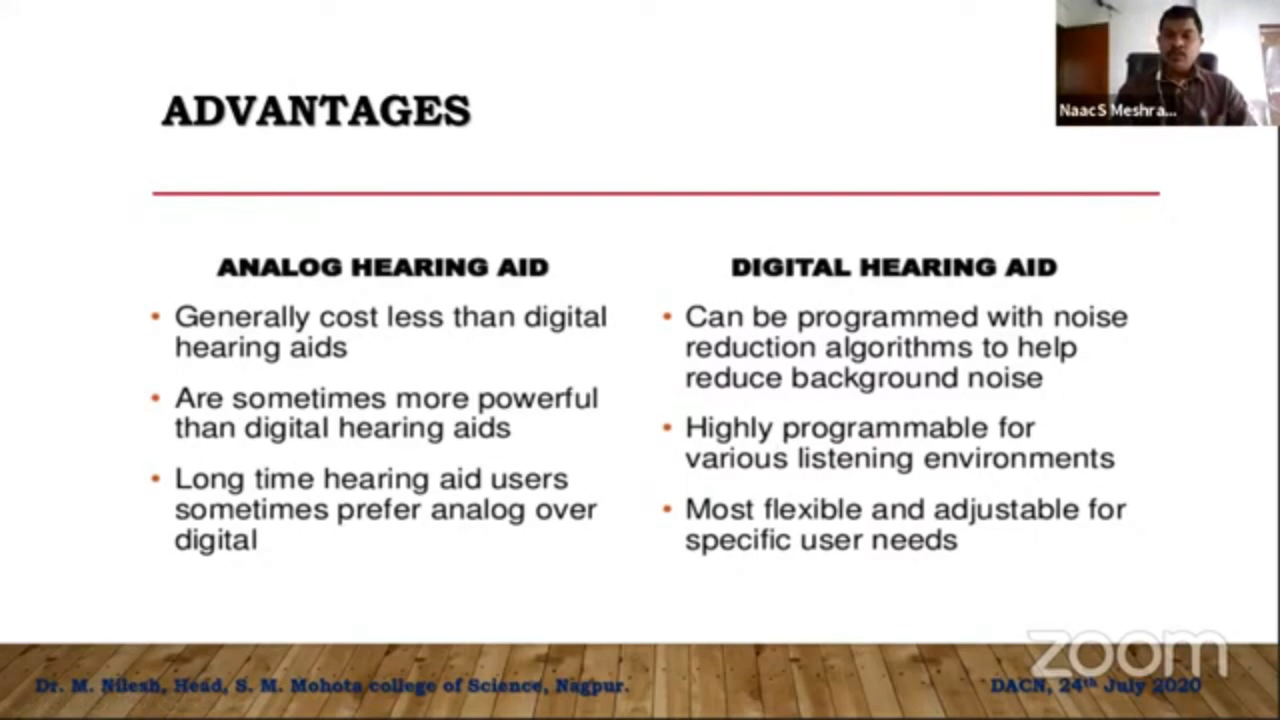 ADVANTAGES
NaacS Meshra...
ANALOG HEARING AID
• Generally cost less than digital
hearing aids
• Are sometimes more powerful
than digital hearing aids
• Long time hearing aid users
sometimes prefer analog over
digital
DIGITAL HEARING AID
• Can be programmed with noise
reduction algorithms to help
reduce background noise
• Highly programmable for
various listening environments
• Most flexible and adjustable for
specific user needs
zoom
Dr. M. Nilesh, Head, S. M. Mohota college of Science, Nagpur.
DACN, 24th July 2020